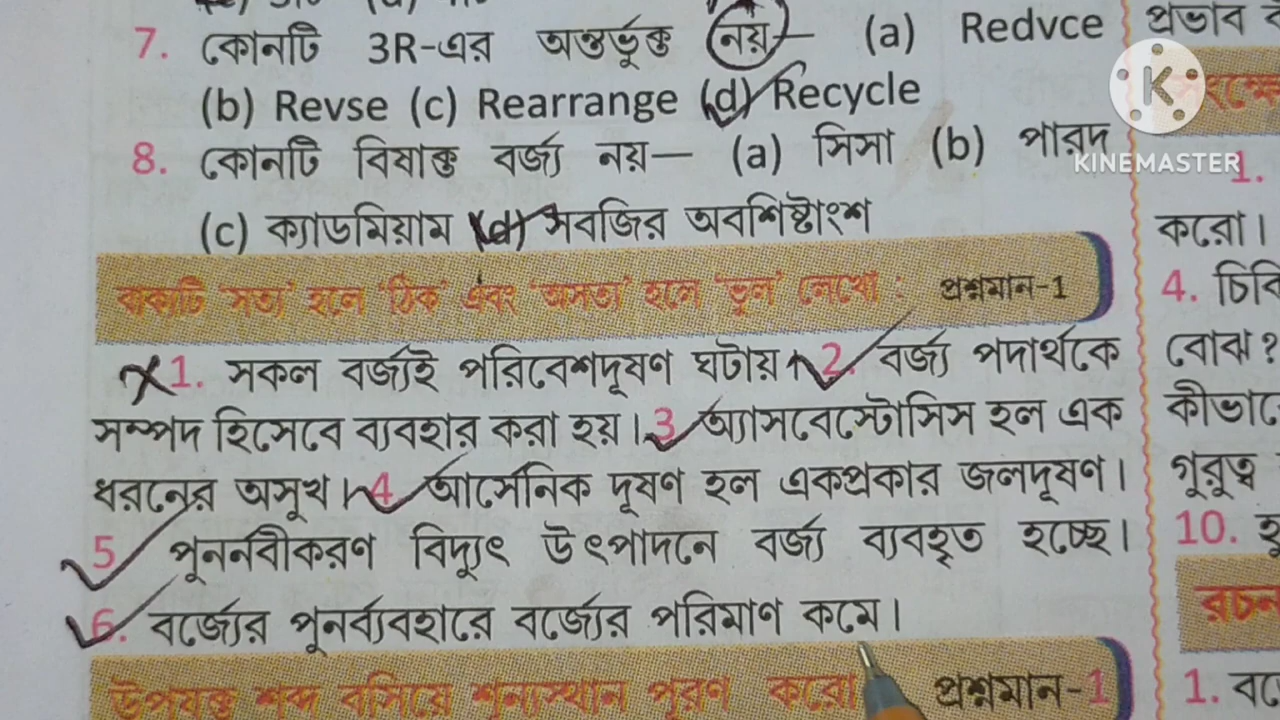 7. কোনটি 3R-এর অন্তর্ভুক্ত নয়— (a) Redvce
(b) Revse (c) Rearrange (d) Recycle
8. কোনটি বিষাক্ত বর্জ্য নয়— (a) সিসা (b) পারদ
(c) ক্যাডমিয়াম (d) সবজির অবশিষ্টাংশ
বাক্যটি 'সত্য' হলে 'ঠিক' এবং 'অসত্য' হলে 'ভুল' লেখো : প্রশ্নমান-1
1. সকল বর্জ্যই পরিবেশদূষণ ঘটায়। 2. বর্জ্য পদার্থকে
সম্পদ হিসেবে ব্যবহার করা হয়। 3. অ্যাসবেস্টোসিস হল এক
ধরনের অসুখ। 4. আর্সেনিক দূষণ হল একপ্রকার জলদূষণ।
5. পুনর্নবীকরণ বিদ্যুৎ উৎপাদনে বর্জ্য ব্যবহৃত হচ্ছে।
6. বর্জ্যের পুনর্ব্যবহারে বর্জ্যের পরিমাণ কমে।
উপযুক্ত শব্দ বসিয়ে শূন্যস্থান পূরণ করো প্রশ্নমান-1
প্রভাব
KINEMASTER
1.
করো।
4.
বোঝ?
গুরুত্ব
10.
1.